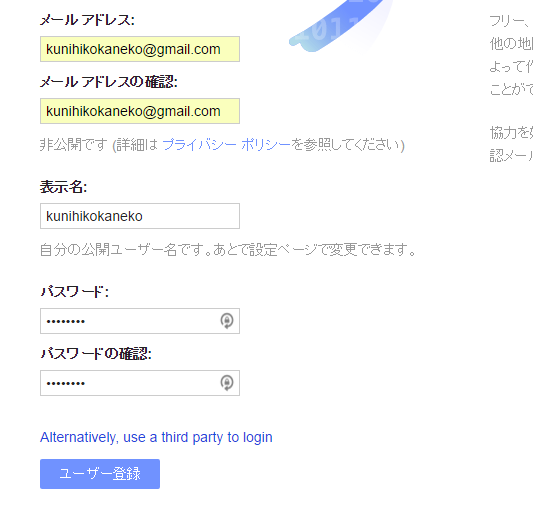 メール アドレス:
kunihikokaneko@gmail.com
メール アドレスの確認:
kunihikokaneko@gmail.com
非公開です (詳細は プライバシー ポリシーを参照してください)
表示名:
kunihikokaneko
自分の公開ユーザー名です。あとで設定ページで変更できます。
パスワード:
••••••••
パスワードの確認:
••••••••
Alternatively, use a third party to login
ユーザー登録
2011
フリー、
他の地
よって作
ことがで
協力を
認メール